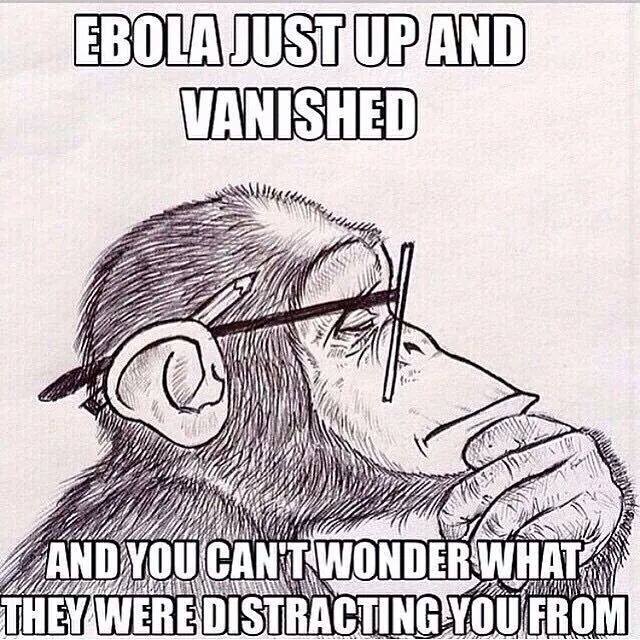 EBOLA JUST UP AND
VANISHED
AND YOU CAN'T WONDER WHAT
THEY WERE DISTRACTING YOU FROM